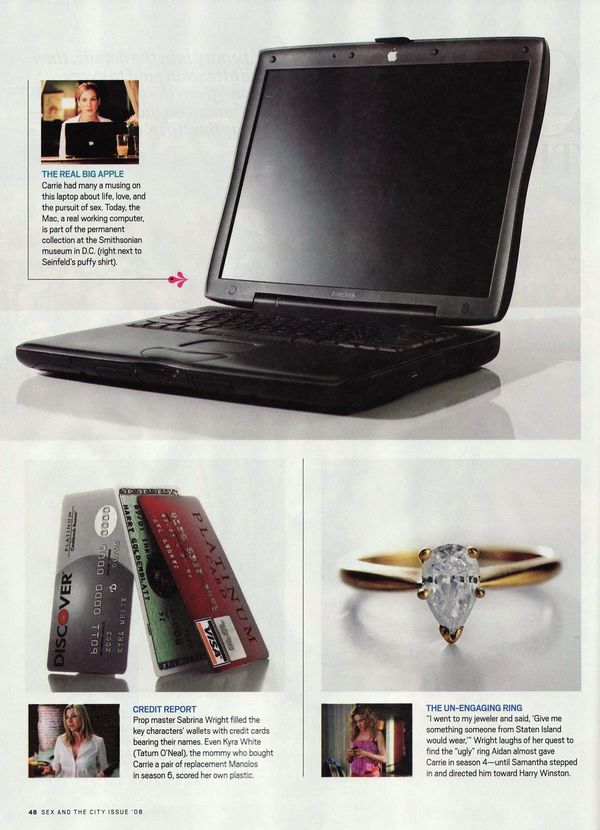 THE REAL BIG APPLE
Carrie had many a musing on
this laptop about life, love, and
the pursuit of sex. Today, the
Mac, a real working computer,
is part of the permanent
collection at the Smithsonian
museum in D.C. (right next to
Seinfeld's puffy shirt).
PowerBook
DISCOVER
PLATINUM
6011 0000 0000 0000
KYRA WHITE
HARRY GOLDENBLATT
PLATINUM
CARD
VISA
CREDIT REPORT
Prop master Sabrina Wright filled the
key characters' wallets with credit cards
bearing their names. Even Kyra White
(Tatum O'Neal), the mommy who bought
Carrie a pair of replacement Manolos
in season 6, scored her own plastic.
THE UN-ENGAGING RING
"I went to my jeweler and said, 'Give me
something someone from Staten Island
would wear,'" Wright laughs of her quest to
find the "ugly" ring Aidan almost gave
Carrie in season 4—until Samantha stepped
in and directed him toward Harry Winston.
48 SEX AND THE CITY ISSUE '08